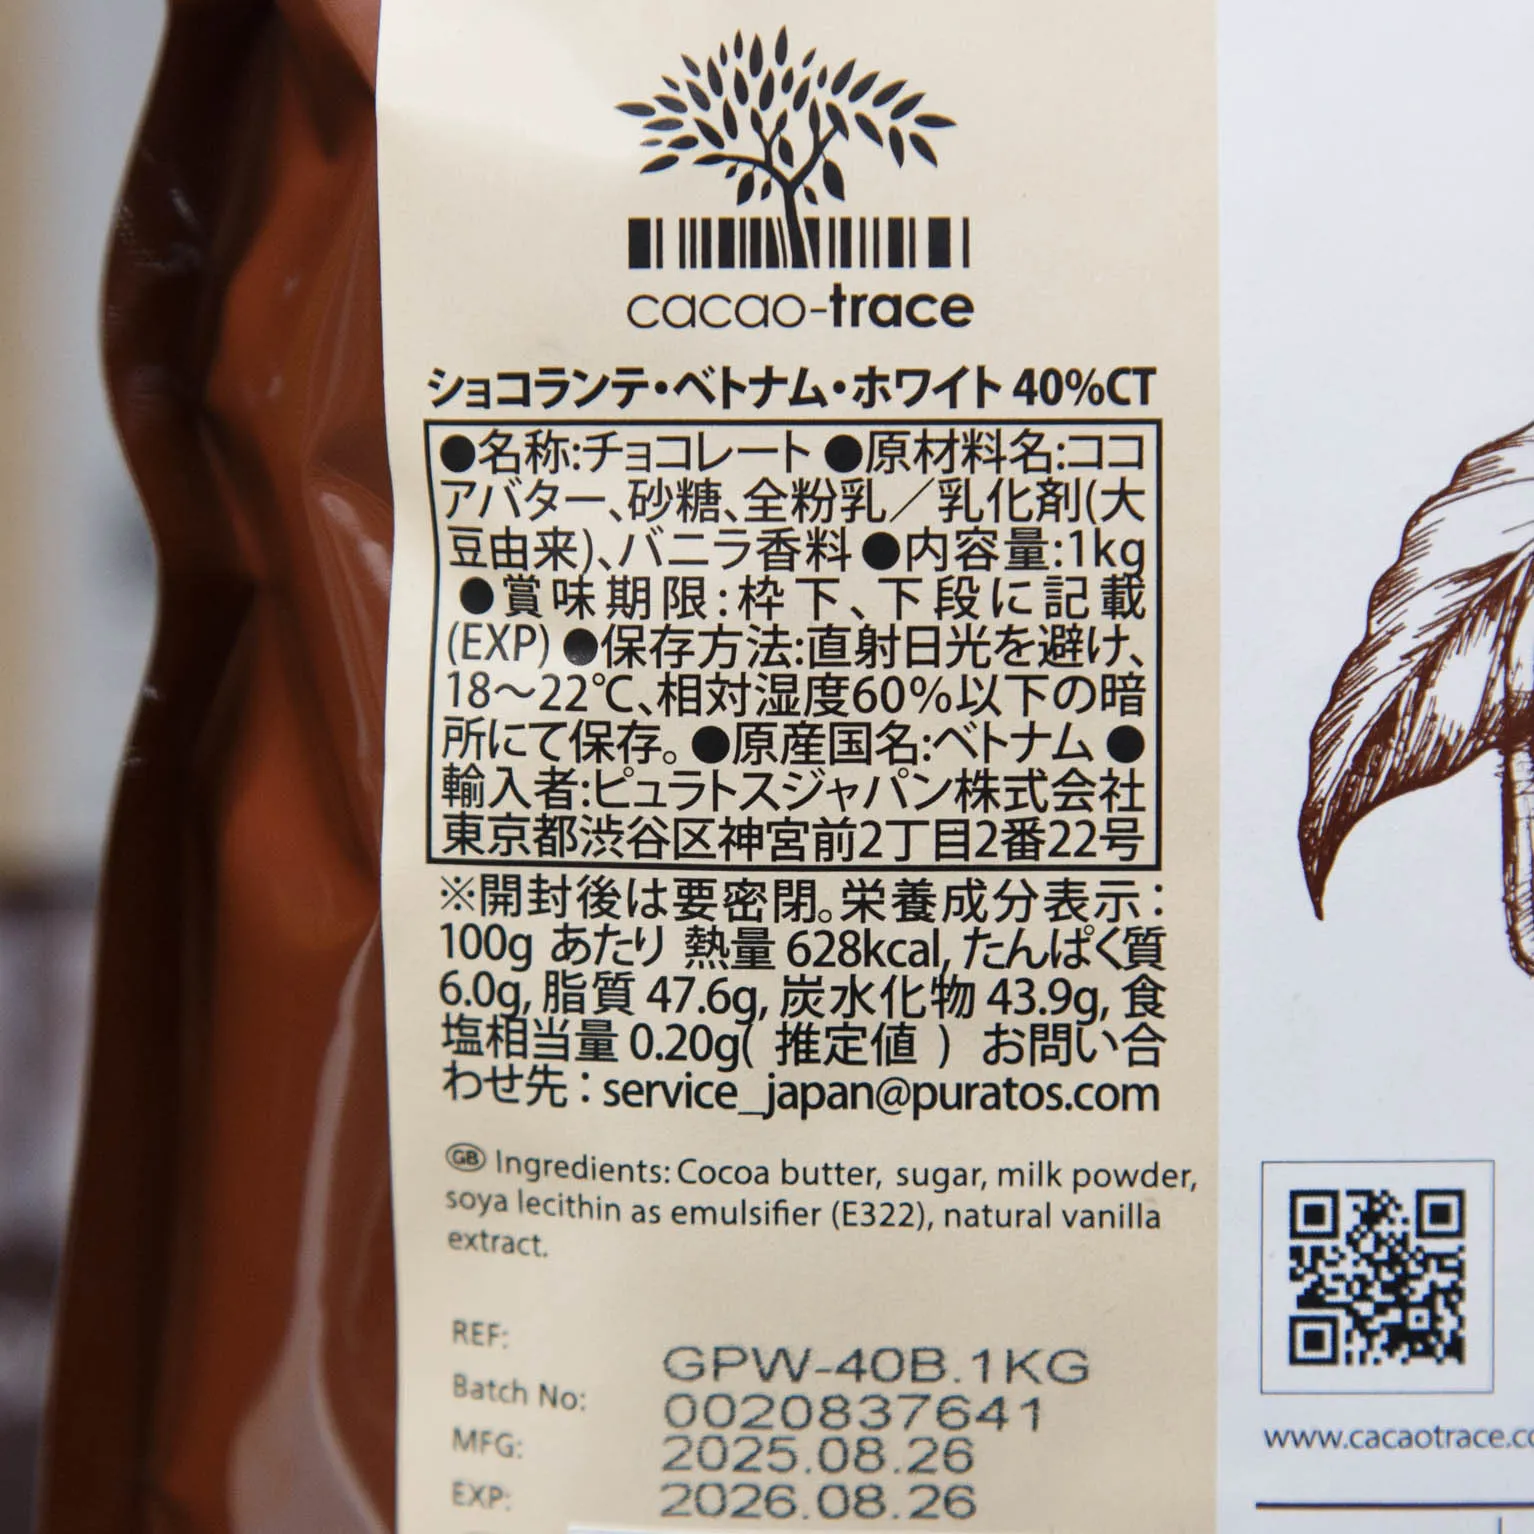 cacao-trace
ショコランテ・ベトナム・ホワイト 40%CT
●名称:チョコレート ●原材料名:ココ
アバター、砂糖、全粉乳／乳化剤(大
豆由来)、バニラ香料 ●内容量:1kg
●賞味期限:枠下、下段に記載
(EXP) ●保存方法:直射日光を避け、
18～22℃、相対湿度60%以下の暗
所にて保存。●原産国名:ベトナム ●
輸入者:ピュラトスジャパン株式会社
東京都渋谷区神宮前2丁目2番22号
※開封後は要密閉。栄養成分表示：
100g あたり 熱量 628kcal, たんぱく質
6.0g, 脂質 47.6g, 炭水化物 43.9g, 食
塩相当量 0.20g( 推定値 ) お問い合
わせ先：service_japan@puratos.com
GB Ingredients: Cocoa butter, sugar, milk powder,
soya lecithin as emulsifier (E322), natural vanilla
extract.
REF: GPW-40B.1KG
Batch No: 0020837641
MFG: 2025.08.26
EXP: 2026.08.26
www.cacaotrace.c